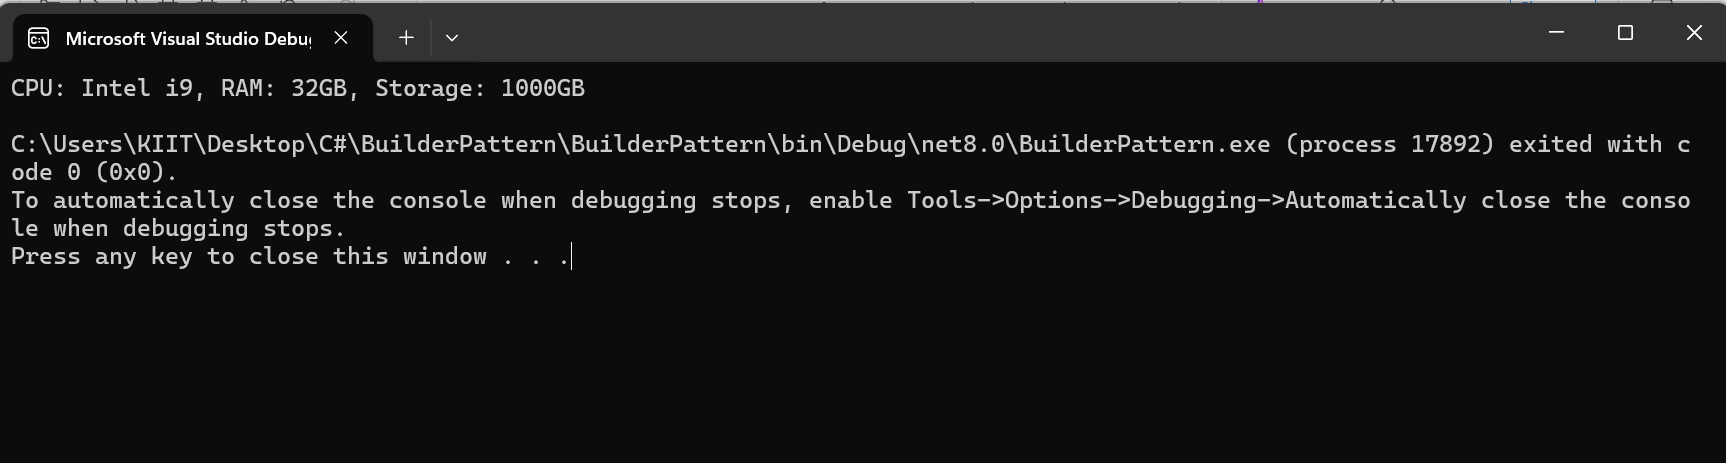 Microsoft Visual Studio Debug
CPU: Intel i9, RAM: 32GB, Storage: 1000GB
C:\Users\KIIT\Desktop\C#\BuilderPattern\BuilderPattern\bin\Debug\net8.0\BuilderPattern.exe (process 17892) exited with c
ode 0 (0x0).
To automatically close the console when debugging stops, enable Tools->Options->Debugging->Automatically close the conso
le when debugging stops.
Press any key to close this window . . .